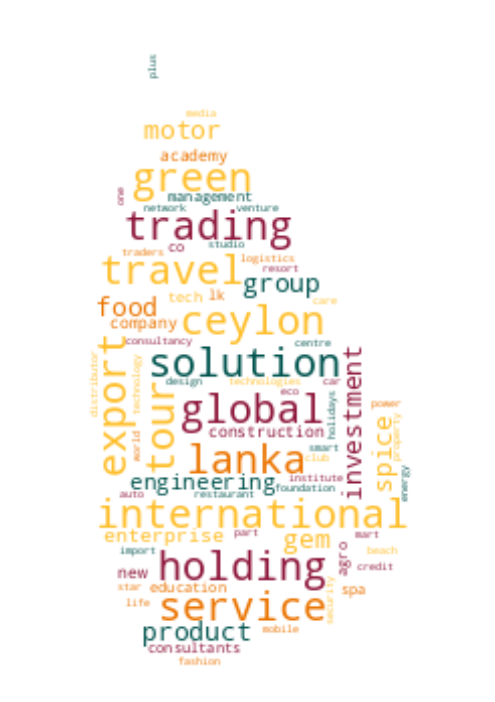 plus
media
motor
academy
green
one
management
network venture
trading
co studio
traders logistics
travel resort
group
tech lk care
food
company ceylon
consultancy centre
solution
export
distributor
technology
tour
design technologies car
eco
global
holidays
investment
power
construction
property
spice
smart
world
lanka club
engineering institute
foundation
energy
auto restaurant
international
enterprise part mart
gem
import agro beach
holding credit
new
star education spa
security
life service
product mobile
consultants
fashion